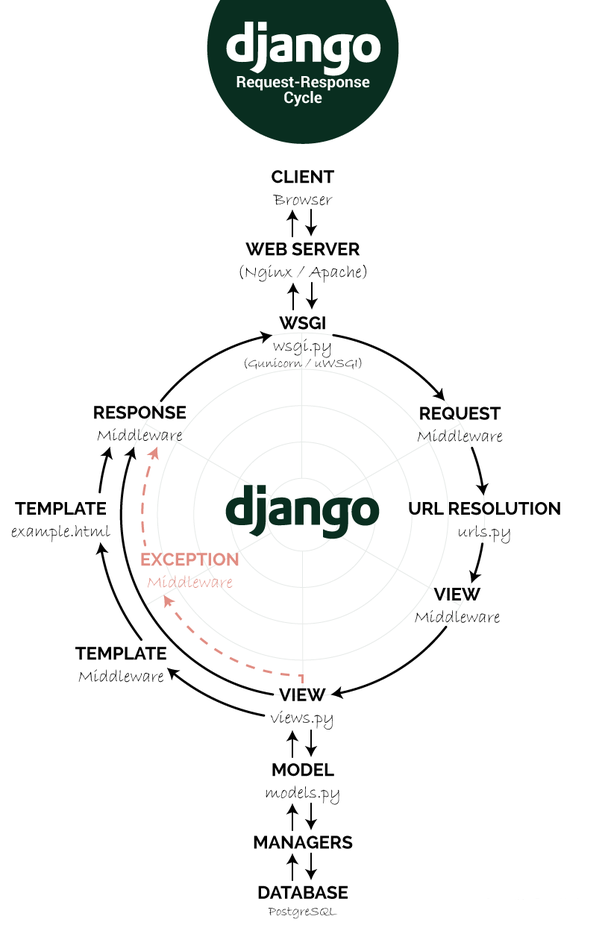 django
Request-Response
Cycle
CLIENT
Browser
WEB SERVER
(Nginx / Apache)
WSGI
wsgi.py
(Gunicorn / uWSGI)
RESPONSE
Middleware
REQUEST
Middleware
TEMPLATE
example.html
django
URL RESOLUTION
urls.py
EXCEPTION
Middleware
VIEW
Middleware
TEMPLATE
Middleware
VIEW
views.py
MODEL
models.py
MANAGERS
DATABASE
PostgreSQL